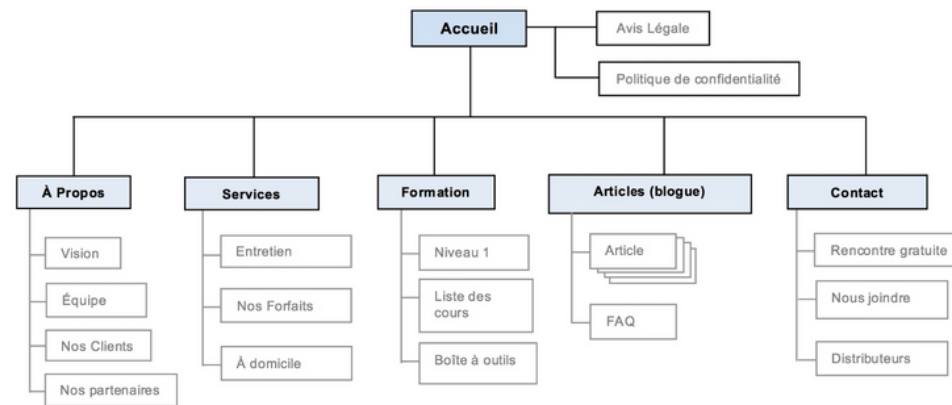 Accueil
Avis Légale
Politique de confidentialité
À Propos
Services
Formation
Articles (blogue)
Contact
Vision
Équipe
Nos Clients
Nos partenaires
Entretien
Nos Forfaits
À domicile
Niveau 1
Liste des
cours
Boîte à outils
Article
FAQ
Rencontre gratuite
Nous joindre
Distributeurs